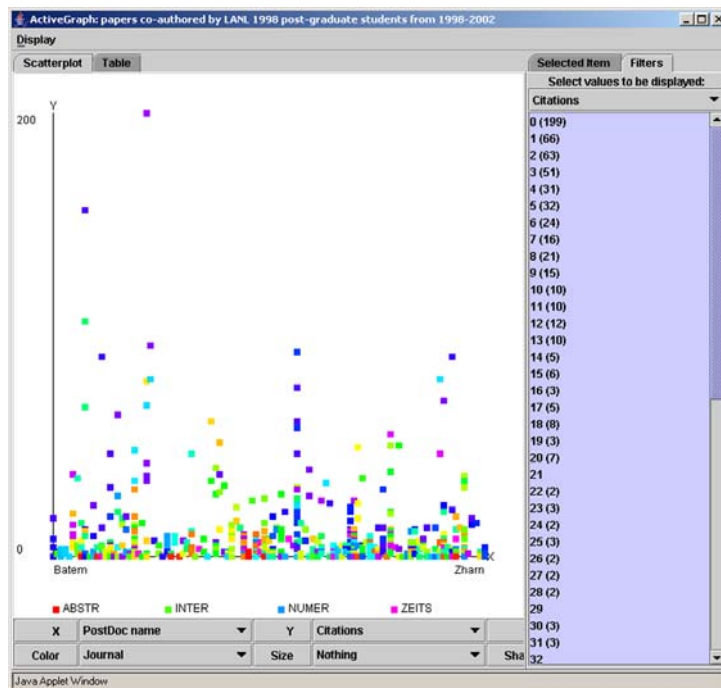 ActiveGraph: papers co-authored by LANL 1998 post-graduate students from 1998-2002
Display
Scatterplot Table
Selected Item Filters
Select values to be displayed:
Citations
0 (199)
1 (66)
2 (63)
3 (51)
4 (31)
5 (32)
6 (24)
7 (16)
8 (21)
9 (15)
10 (10)
11 (10)
12 (12)
13 (10)
14 (5)
15 (6)
16 (3)
17 (5)
18 (8)
19 (3)
20 (7)
21
22 (2)
23 (3)
24 (2)
25 (3)
26 (2)
27 (2)
28 (2)
29
30 (3)
31 (3)
32
Y
200
0
X
Batem Zharn
ABSTR INTER NUMER ZEITS
X PostDoc name Y Citations
Color Journal Size Nothing Sha
Java Applet Window